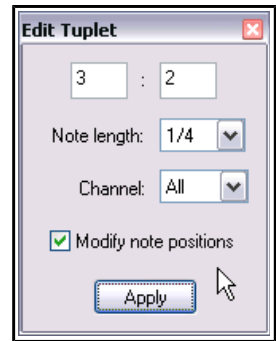 Edit Tuplet
3 : 2
Note length: 1/4
Channel: All
Modify note positions
Apply